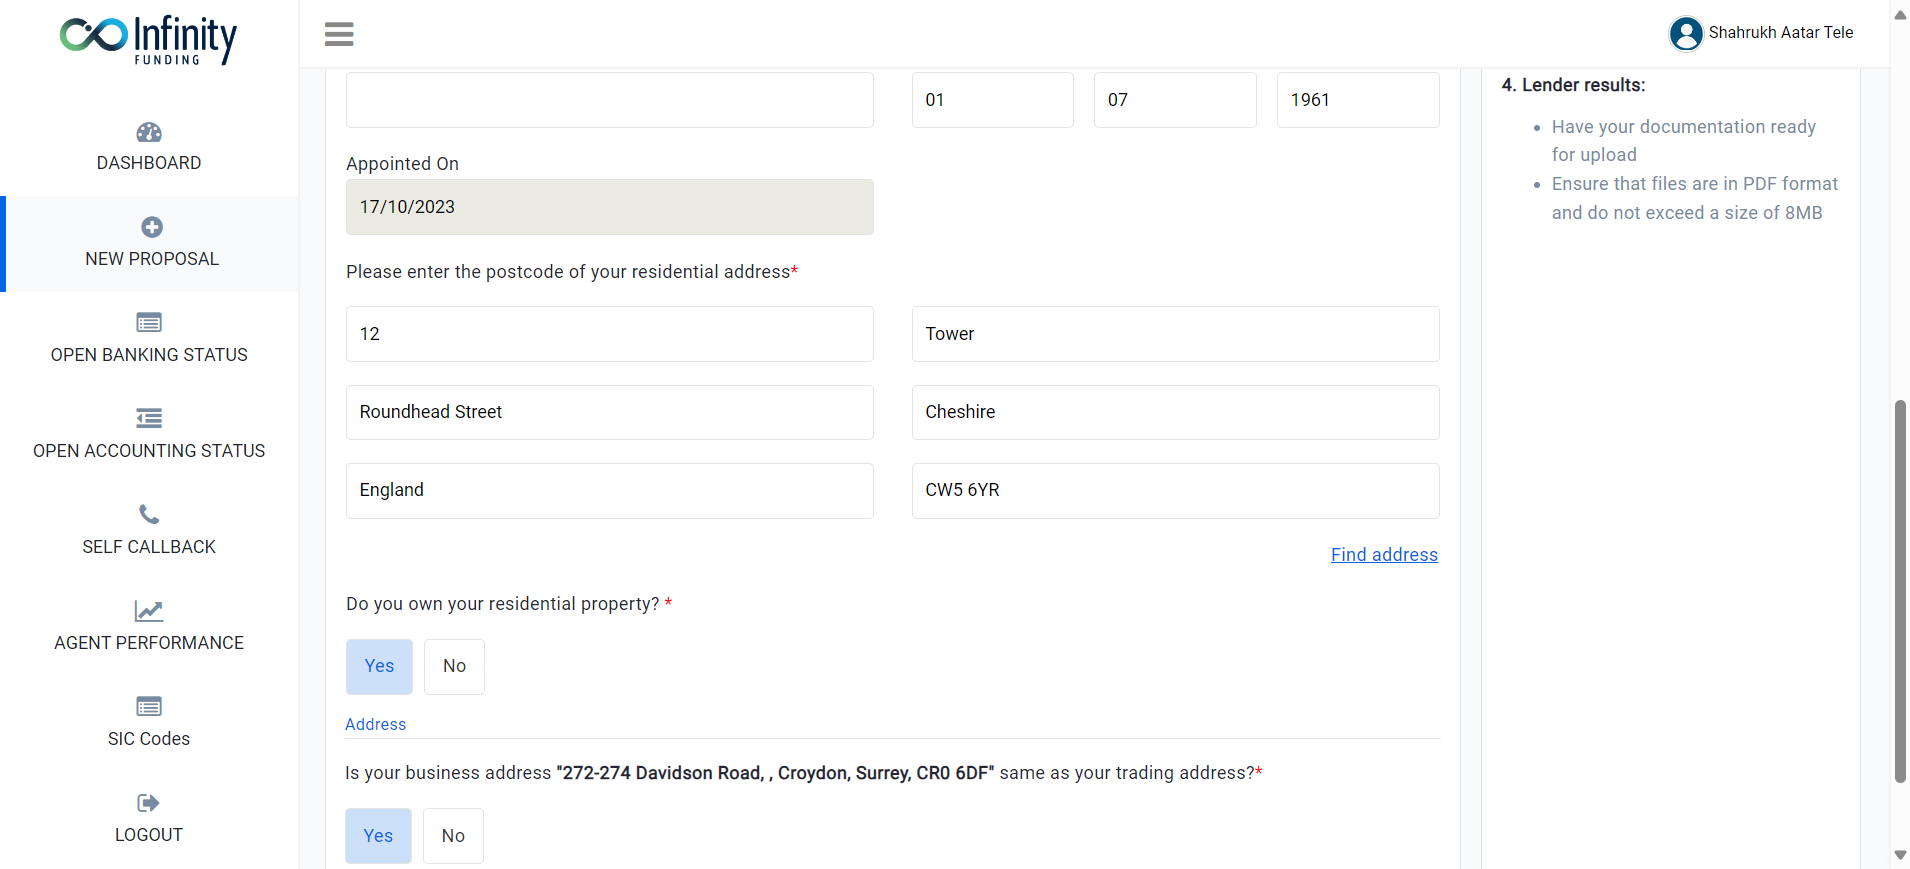 Infinity
FUNDING
Shahrukh Aatar Tele
DASHBOARD
NEW PROPOSAL
OPEN BANKING STATUS
OPEN ACCOUNTING STATUS
SELF CALLBACK
AGENT PERFORMANCE
SIC Codes
LOGOUT
01
07
1961
Appointed On
17/10/2023
Please enter the postcode of your residential address*
12
Tower
Roundhead Street
Cheshire
England
CW5 6YR
Find address
Do you own your residential property? *
Yes
No
Address
Is your business address "272-274 Davidson Road, , Croydon, Surrey, CR0 6DF" same as your trading address?*
Yes
No
4. Lender results:
• Have your documentation ready
for upload
• Ensure that files are in PDF format
and do not exceed a size of 8MB